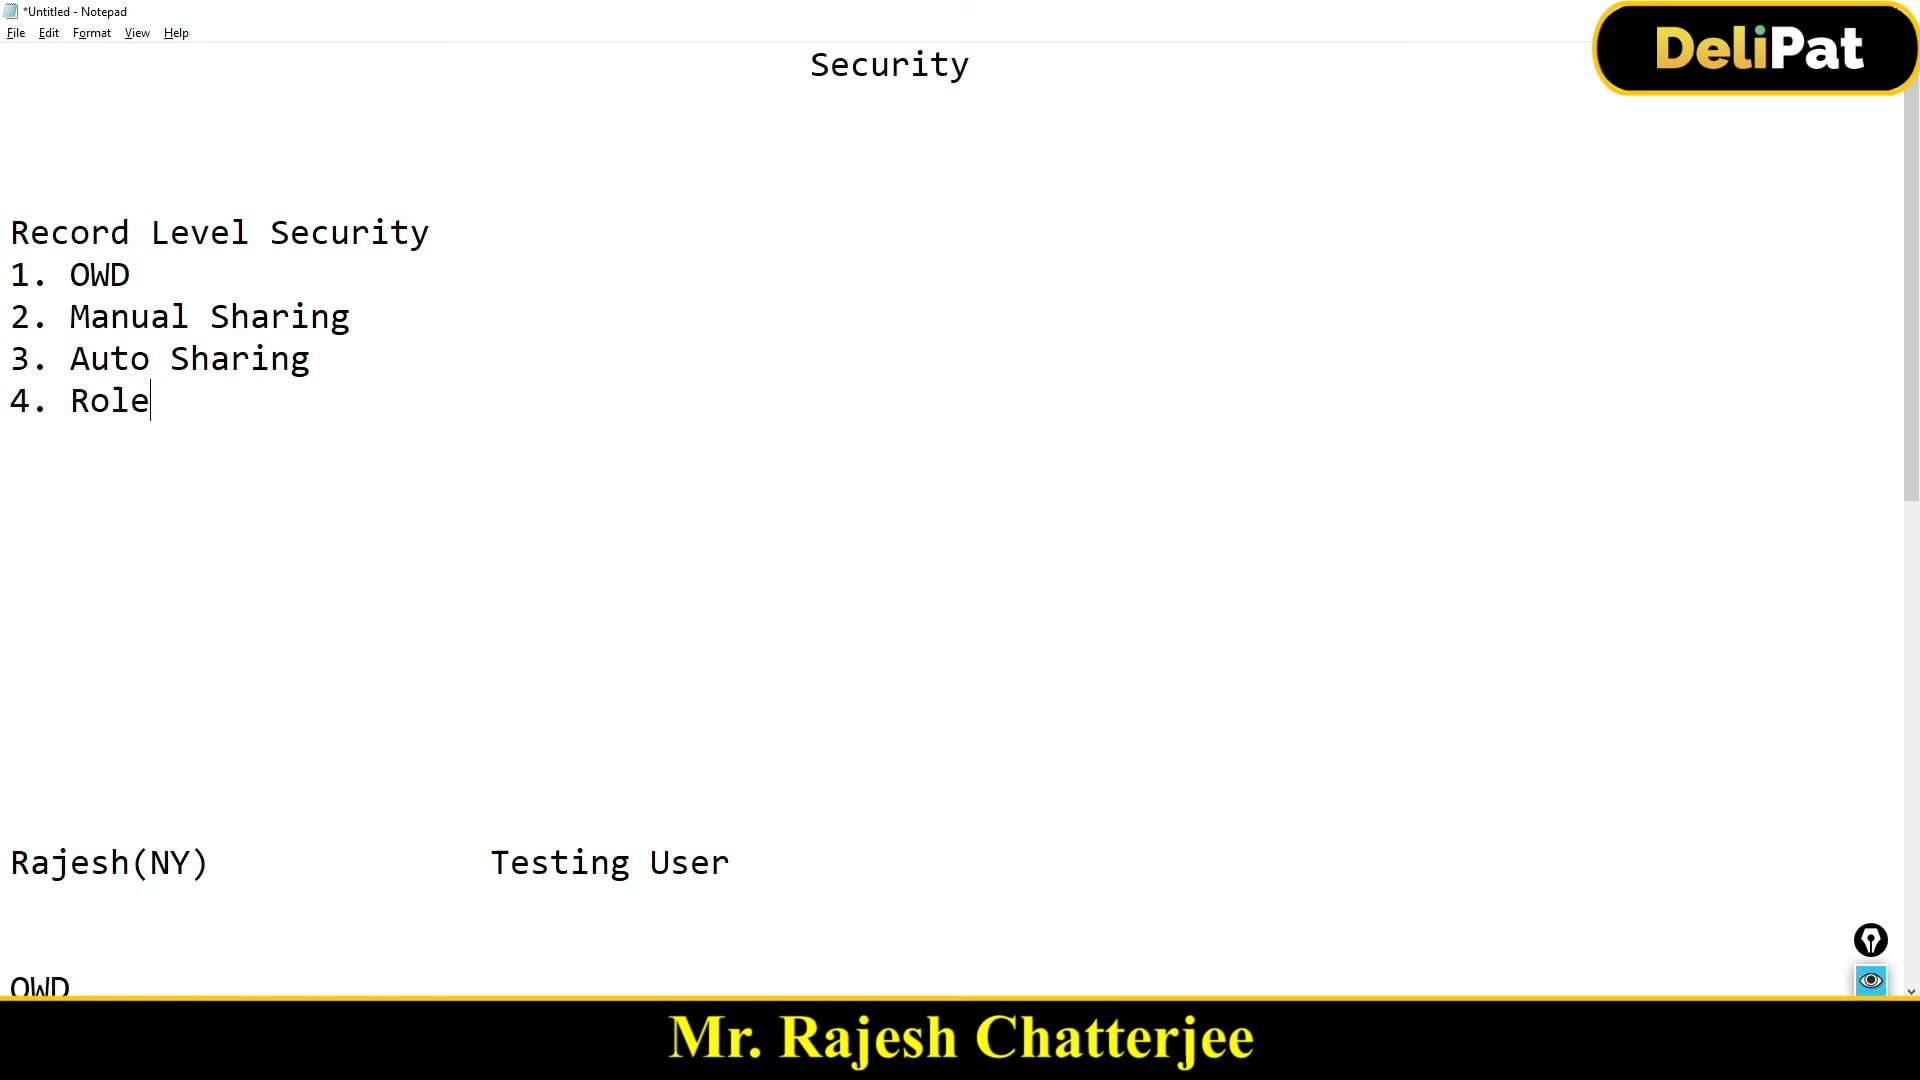 *Untitled - Notepad
File Edit Format View Help
DeliPat
Security
Record Level Security
1. OWD
2. Manual Sharing
3. Auto Sharing
4. Role
Rajesh(NY) Testing User
OWD
Mr. Rajesh Chatterjee